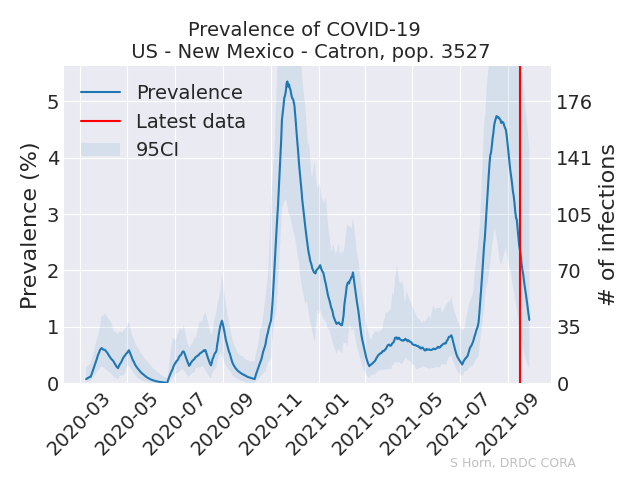 Prevalence of COVID-19
US - New Mexico - Catron, pop. 3527
Prevalence
Latest data
95CI
Prevalence (%)
5
4
3
2
1
0
176
141
105
70
35
0
# of infections
2020-03
2020-05
2020-07
2020-09
2020-11
2021-01
2021-03
2021-05
2021-07
2021-09
S Horn, DRDC CORA